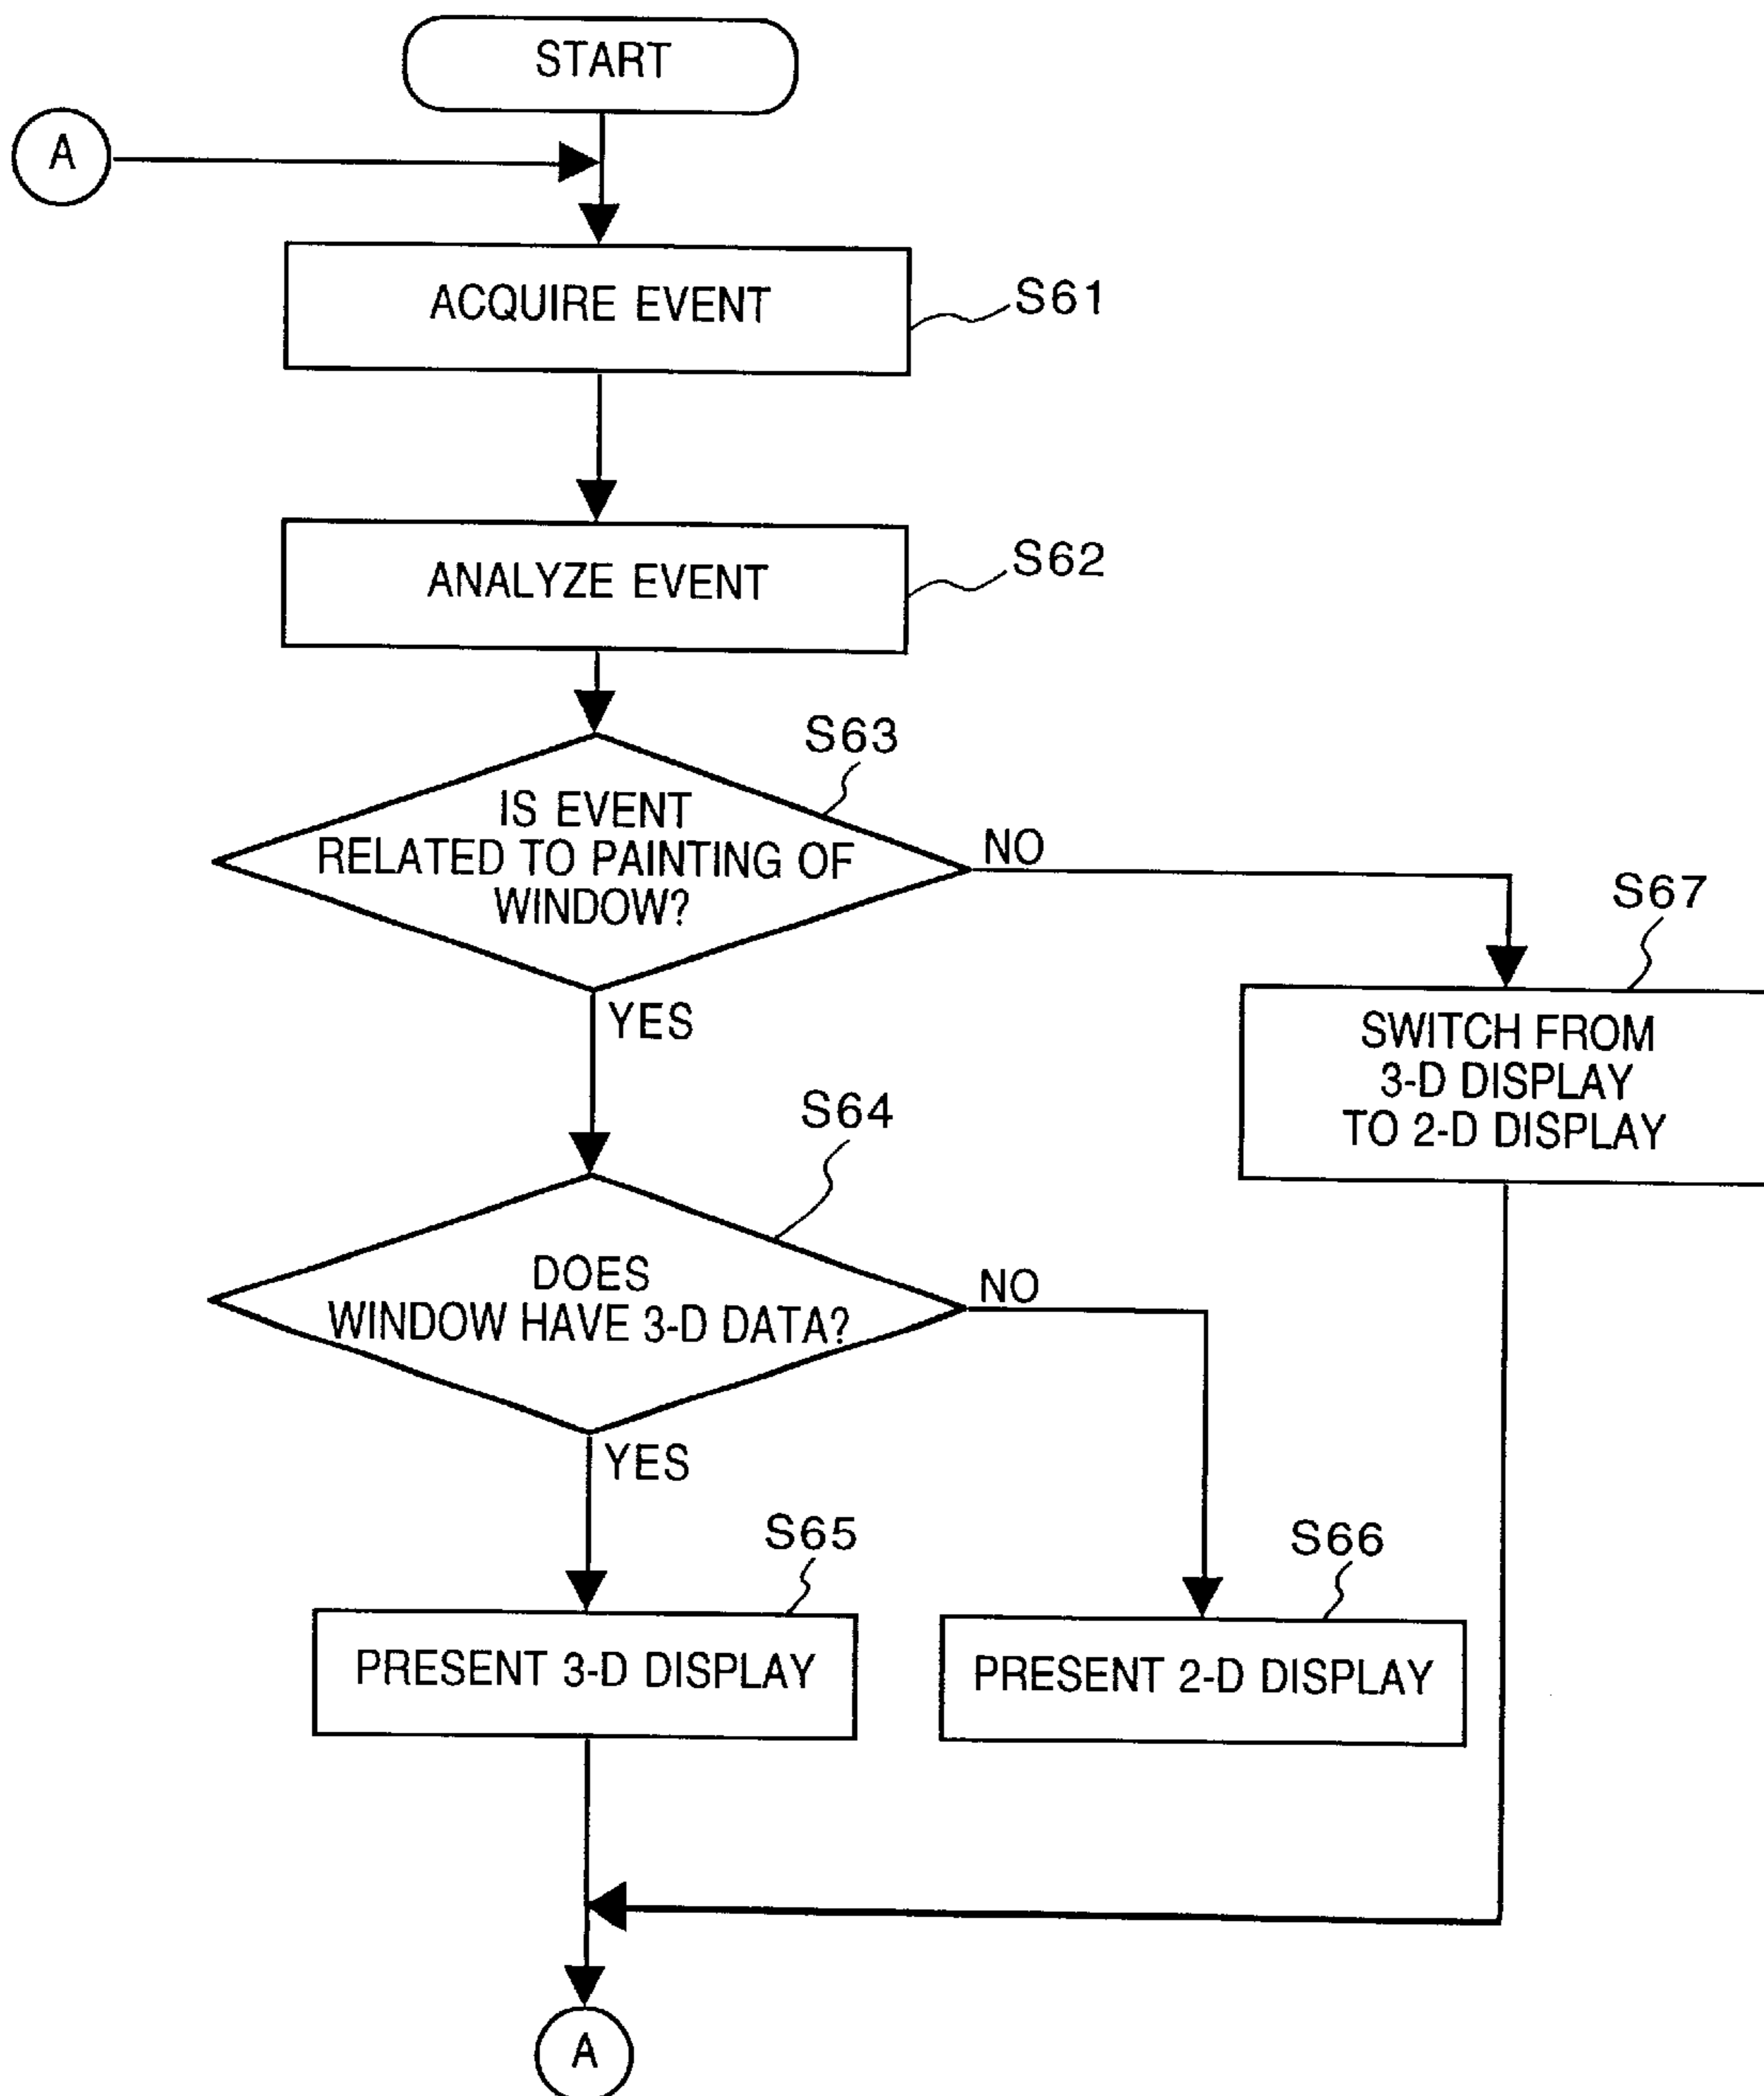 START
A
ACQUIRE EVENT
S61
ANALYZE EVENT
S62
S63
IS EVENT
RELATED TO PAINTING OF
WINDOW?
NO
YES
S67
SWITCH FROM
3-D DISPLAY
TO 2-D DISPLAY
S64
DOES
WINDOW HAVE 3-D DATA?
NO
YES
S65
PRESENT 3-D DISPLAY
S66
PRESENT 2-D DISPLAY
A